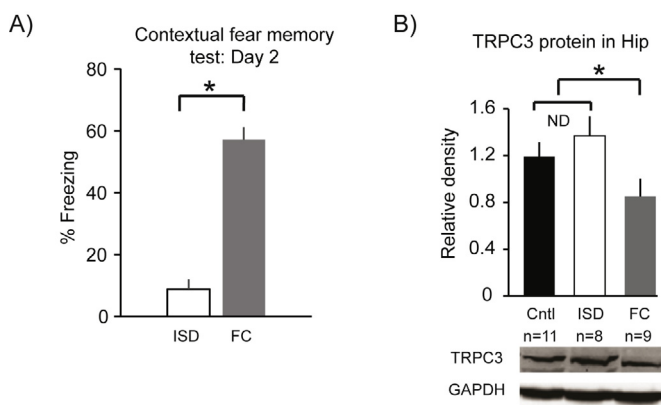 A)
Contextual fear memory
test: Day 2
80
60
40
20
0
% Freezing
*
ISD FC
B)
TRPC3 protein in Hip
*
ND
1.6
1.2
0.8
0.4
0
Relative density
Cntl ISD FC
n=11 n=8 n=9
TRPC3
GAPDH